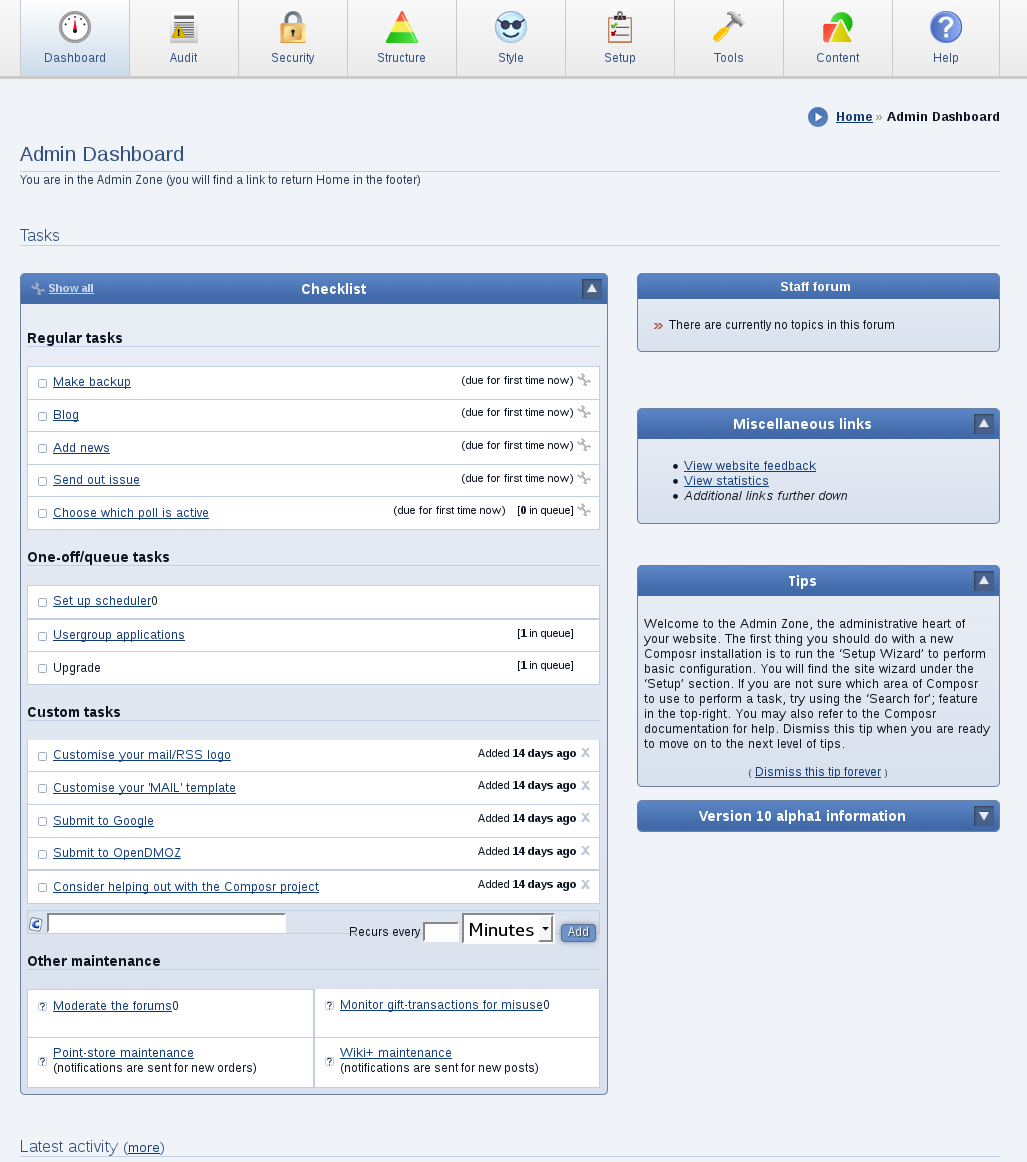 Dashboard
Audit
Security
Structure
Style
Setup
Tools
Content
Help
Home » Admin Dashboard
Admin Dashboard
You are in the Admin Zone (you will find a link to return Home in the footer)
Tasks
Show all
Checklist
Regular tasks
Make backup (due for first time now)
Blog (due for first time now)
Add news (due for first time now)
Send out issue (due for first time now)
Choose which poll is active (due for first time now) [0 in queue]
One-off/queue tasks
Set up scheduler0
Usergroup applications [1 in queue]
Upgrade [1 in queue]
Custom tasks
Customise your mail/RSS logo Added 14 days ago X
Customise your 'MAIL' template Added 14 days ago X
Submit to Google Added 14 days ago X
Submit to OpenDMOZ Added 14 days ago X
Consider helping out with the Composr project Added 14 days ago X
Recurs every Minutes Add
Other maintenance
Moderate the forums0
Monitor gift-transactions for misuse0
Point-store maintenance
(notifications are sent for new orders)
Wiki+ maintenance
(notifications are sent for new posts)
Staff forum
» There are currently no topics in this forum
Miscellaneous links
• View website feedback
• View statistics
• Additional links further down
Tips
Welcome to the Admin Zone, the administrative heart of
your website. The first thing you should do with a new
Composr installation is to run the ‘Setup Wizard’ to perform
basic configuration. You will find the site wizard under the
‘Setup’ section. If you are not sure which area of Composr
to use to perform a task, try using the ‘Search for’; feature
in the top-right. You may also refer to the Composr
documentation for help. Dismiss this tip when you are ready
to move on to the next level of tips.
( Dismiss this tip forever )
Version 10 alpha1 information
Latest activity (more)